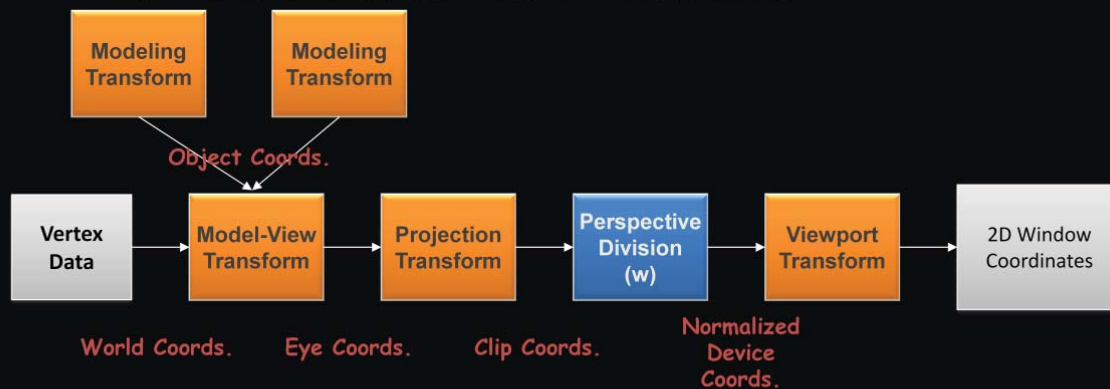 Modeling
Transform
Modeling
Transform
Object Coords.
Vertex
Data
Model-View
Transform
Projection
Transform
Perspective
Division
(w)
Viewport
Transform
2D Window
Coordinates
World Coords.
Eye Coords.
Clip Coords.
Normalized
Device
Coords.